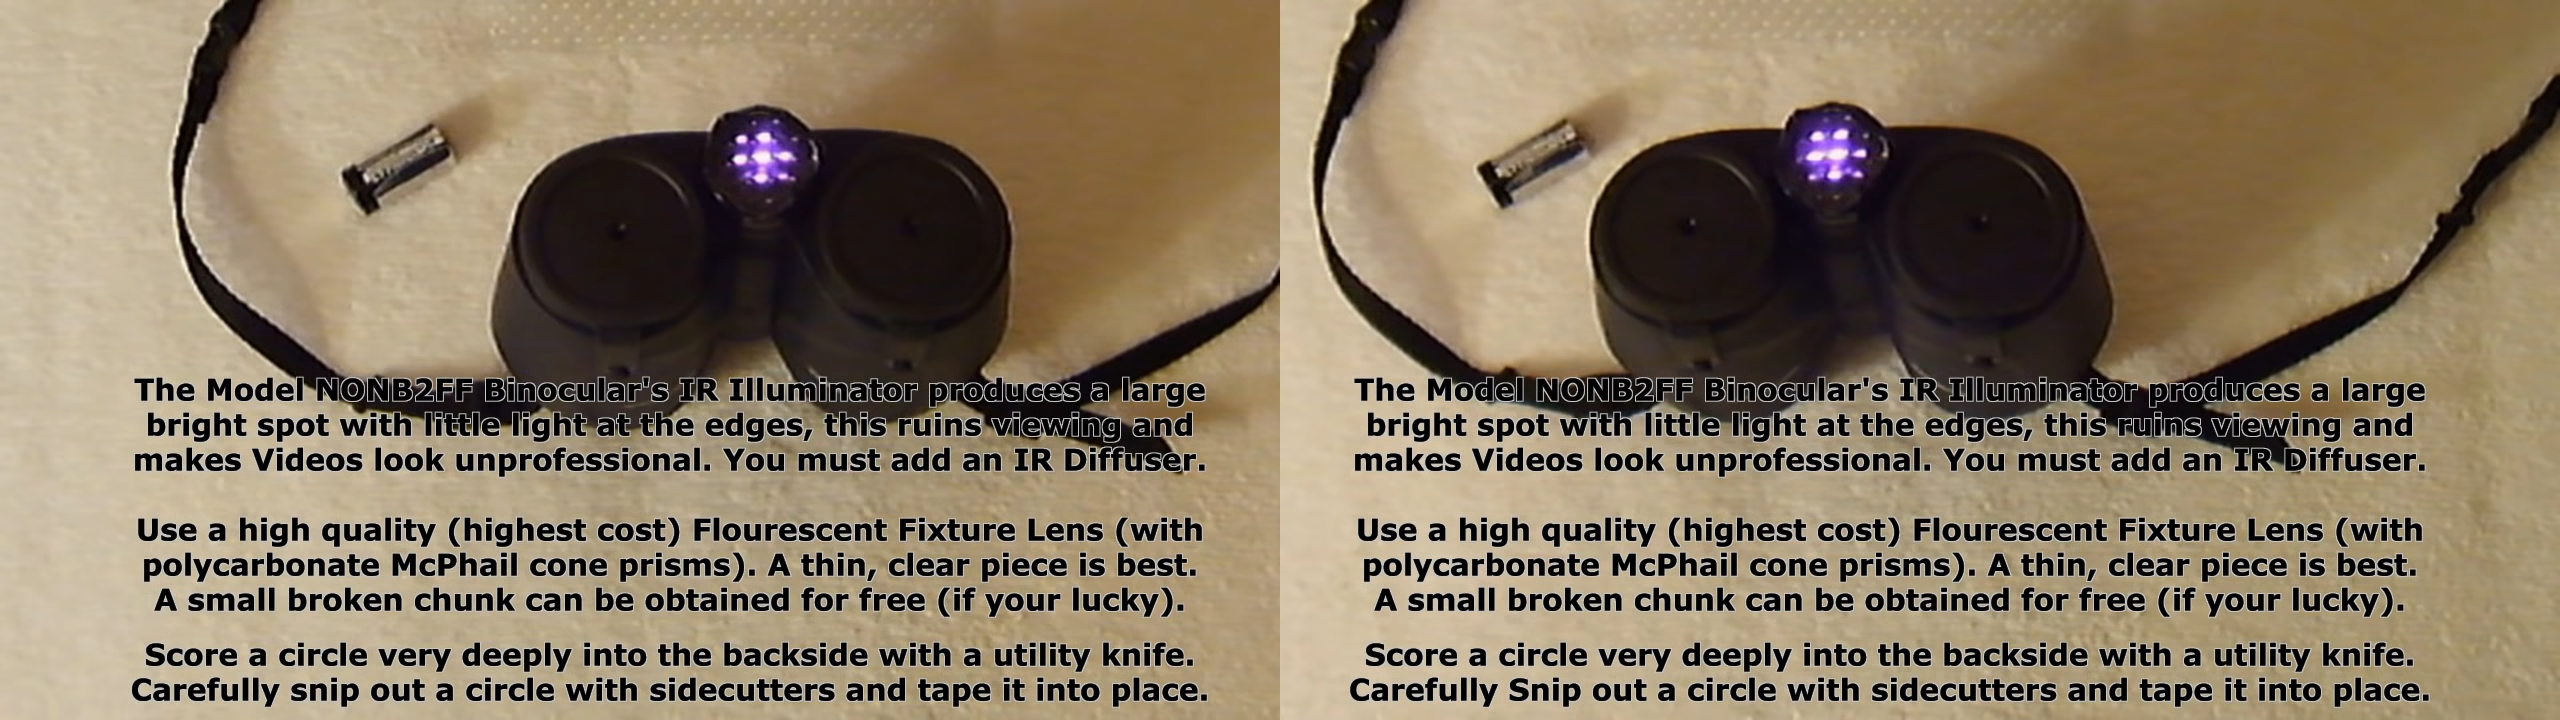 The Model NONB2FF Binocular's IR Illuminator produces a large
bright spot with little light at the edges, this ruins viewing and
makes Videos look unprofessional. You must add an IR Diffuser.
Use a high quality (highest cost) Flourescent Fixture Lens (with
polycarbonate McPhail cone prisms). A thin, clear piece is best.
A small broken chunk can be obtained for free (if your lucky).
Score a circle very deeply into the backside with a utility knife.
Carefully snip out a circle with sidecutters and tape it into place.
The Model NONB2FF Binocular's IR Illuminator produces a large
bright spot with little light at the edges, this ruins viewing and
makes Videos look unprofessional. You must add an IR Diffuser.
Use a high quality (highest cost) Flourescent Fixture Lens (with
polycarbonate McPhail cone prisms). A thin, clear piece is best.
A small broken chunk can be obtained for free (if your lucky).
Score a circle very deeply into the backside with a utility knife.
Carefully Snip out a circle with sidecutters and tape it into place.